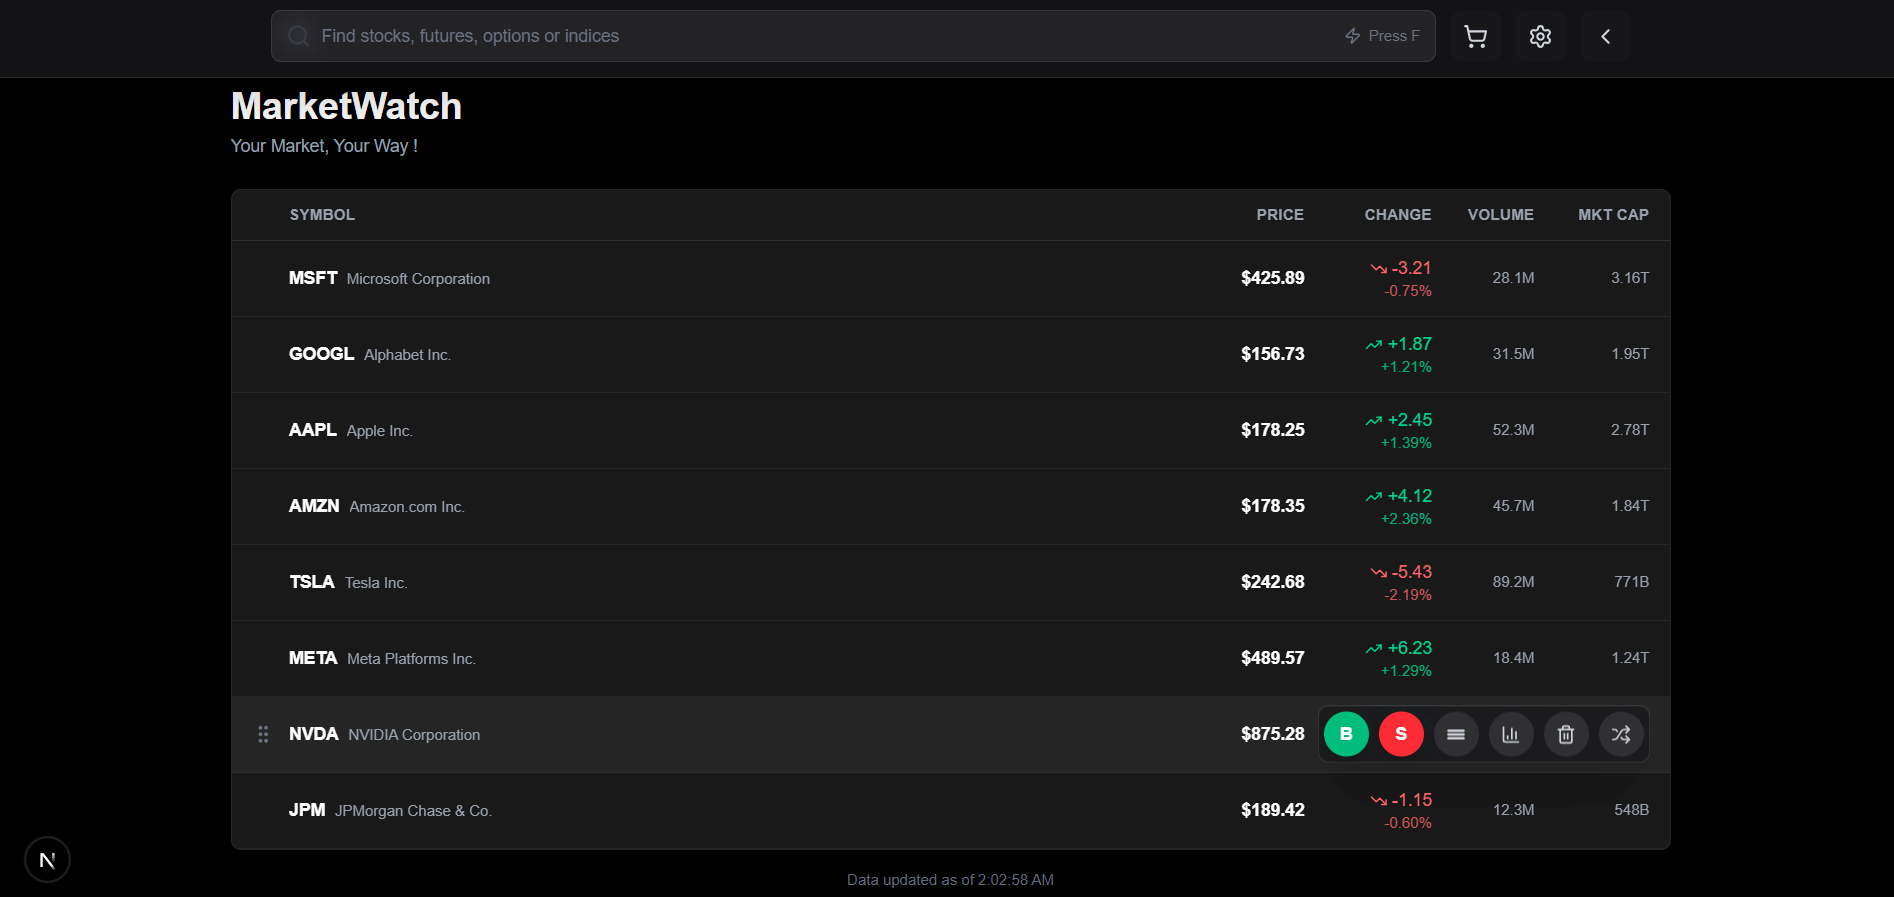 Find stocks, futures, options or indices
Press F
MarketWatch
Your Market, Your Way !
SYMBOL PRICE CHANGE VOLUME MKT CAP
MSFT Microsoft Corporation $425.89 -3.21 28.1M 3.16T
-0.75%
GOOGL Alphabet Inc. $156.73 +1.87 31.5M 1.95T
+1.21%
AAPL Apple Inc. $178.25 +2.45 52.3M 2.78T
+1.39%
AMZN Amazon.com Inc. $178.35 +4.12 45.7M 1.84T
+2.36%
TSLA Tesla Inc. $242.68 -5.43 89.2M 771B
-2.19%
META Meta Platforms Inc. $489.57 +6.23 18.4M 1.24T
+1.29%
NVDA NVIDIA Corporation $875.28 B S
JPM JPMorgan Chase & Co. $189.42 -1.15 12.3M 548B
-0.60%
N
Data updated as of 2:02:58 AM